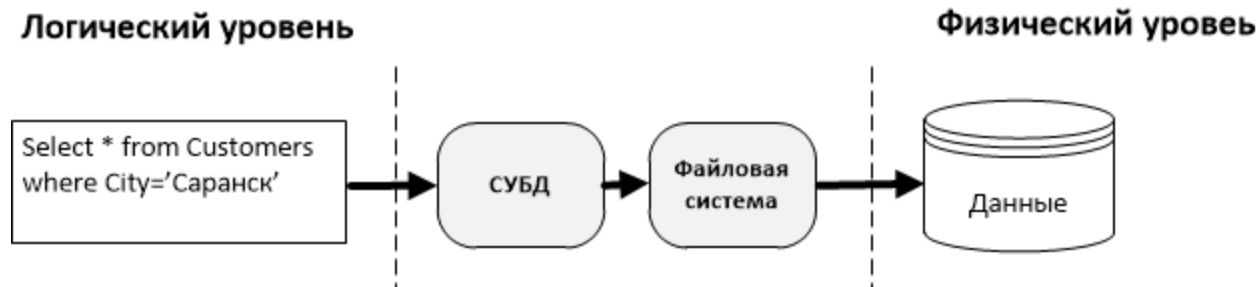 Логический уровень
Физический уровеь
Select * from Customers
where City=’Саранск’
СУБД
Файловая
система
Данные